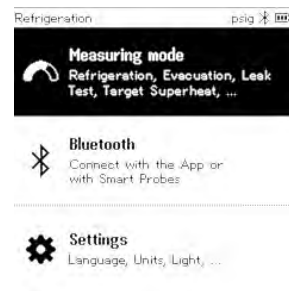 Refrigeration psig
Measuring mode
Refrigeration, Evacuation, Leak
Test, Target Superheat, ...
Bluetooth
Connect with the App or
with Smart Probes
Settings
Language, Units, Light, ...